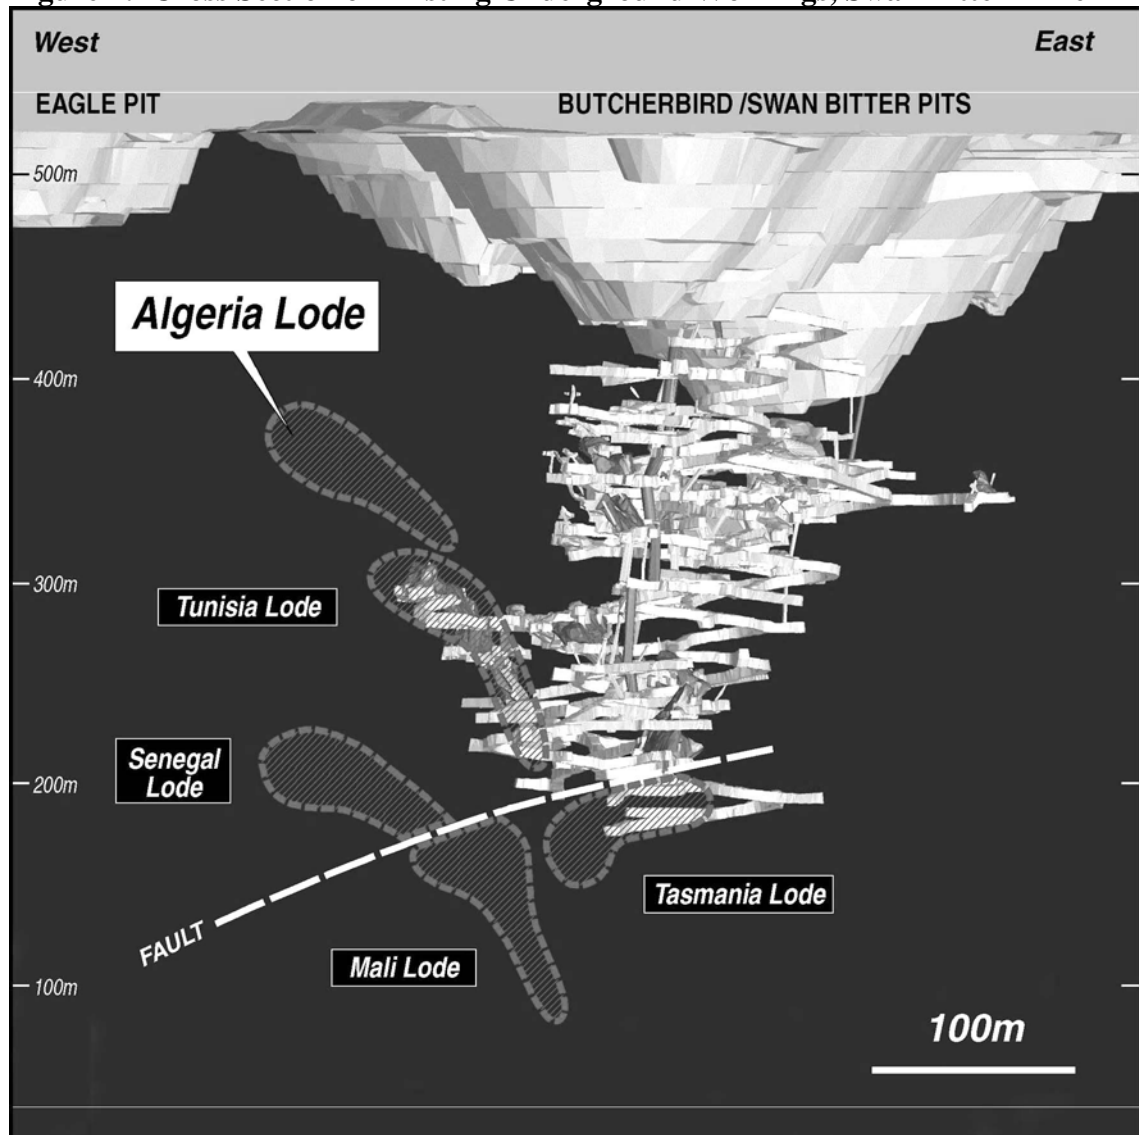 West
East
EAGLE PIT
BUTCHERBIRD /SWAN BITTER PITS
500m
Algeria Lode
400m
300m
Tunisia Lode
Senegal
Lode
200m
Tasmania Lode
FAULT
Mali Lode
100m
100m